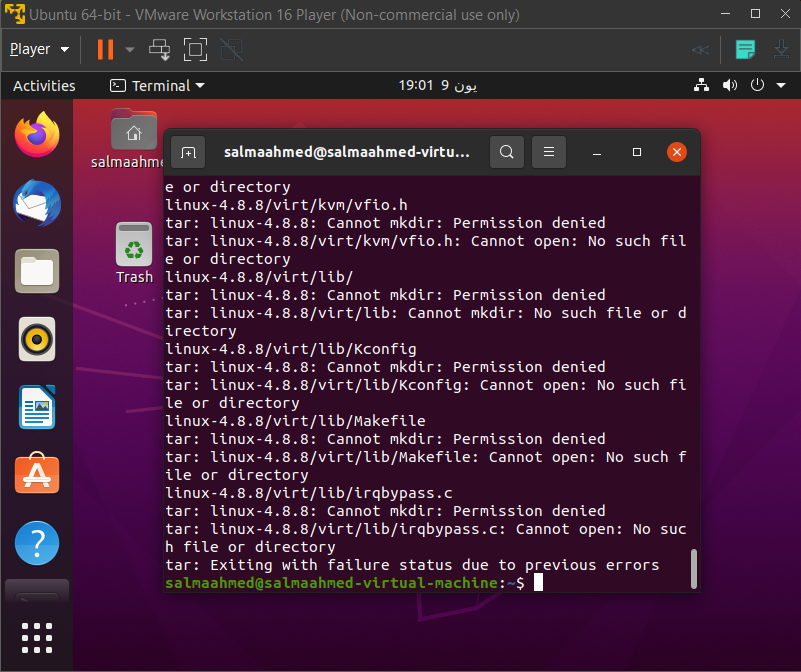 Ubuntu 64-bit - VMware Workstation 16 Player (Non-commercial use only)
Player
Activities
Terminal
19:01 9 يون
salmaahme
Trash
salmaahmed@salmaahmed-virtu...
e or directory
linux-4.8.8/virt/kvm/vfio.h
tar: linux-4.8.8: Cannot mkdir: Permission denied
tar: linux-4.8.8/virt/kvm/vfio.h: Cannot open: No such fil
e or directory
linux-4.8.8/virt/lib/
tar: linux-4.8.8: Cannot mkdir: Permission denied
tar: linux-4.8.8/virt/lib: Cannot mkdir: No such file or d
irectory
linux-4.8.8/virt/lib/Kconfig
tar: linux-4.8.8: Cannot mkdir: Permission denied
tar: linux-4.8.8/virt/lib/Kconfig: Cannot open: No such fi
le or directory
linux-4.8.8/virt/lib/Makefile
tar: linux-4.8.8: Cannot mkdir: Permission denied
tar: linux-4.8.8/virt/lib/Makefile: Cannot open: No such f
ile or directory
linux-4.8.8/virt/lib/irqbypass.c
tar: linux-4.8.8: Cannot mkdir: Permission denied
tar: linux-4.8.8/virt/lib/irqbypass.c: Cannot open: No suc
h file or directory
tar: Exiting with failure status due to previous errors
salmaahmed@salmaahmed-virtual-machine:~$